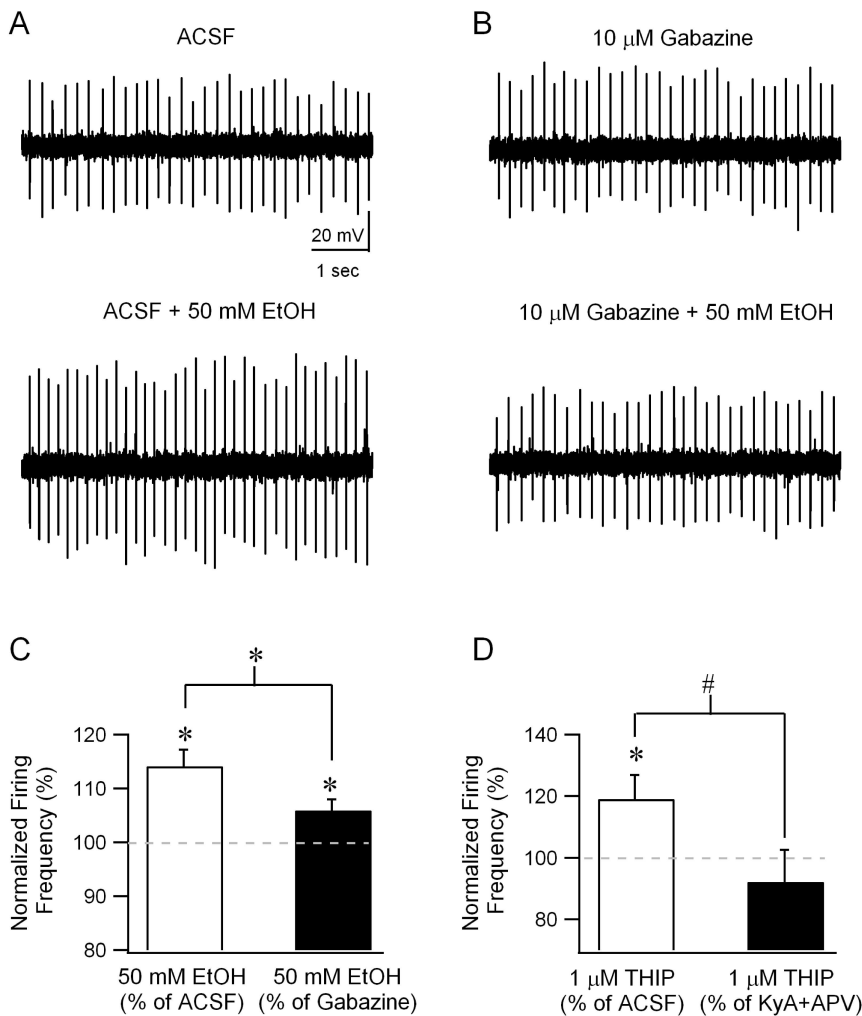 A
ACSF
20 mV
1 sec
ACSF + 50 mM EtOH
B
10 µM Gabazine
10 µM Gabazine + 50 mM EtOH
C
*
*
*
120
110
100
90
80
Normalized Firing
Frequency (%)
50 mM EtOH
(% of ACSF)
50 mM EtOH
(% of Gabazine)
D
#
*
140
120
100
80
Normalized Firing
Frequency (%)
1 µM THIP
(% of ACSF)
1 µM THIP
(% of KyA+APV)